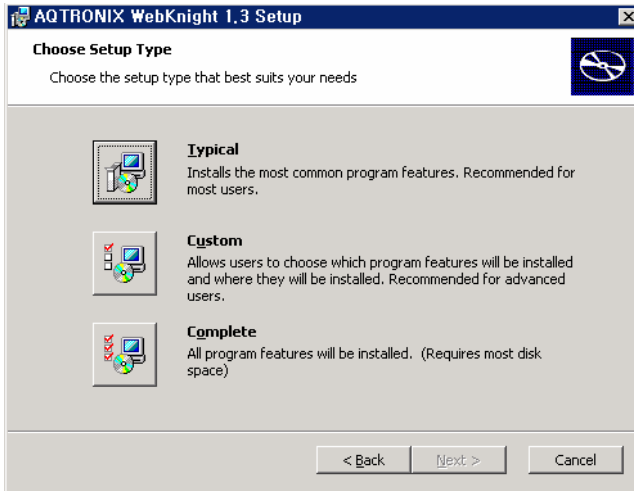 AQTRONIX WebKnight 1.3 Setup
Choose Setup Type
Choose the setup type that best suits your needs
Typical
Installs the most common program features. Recommended for
most users.
Custom
Allows users to choose which program features will be installed
and where they will be installed. Recommended for advanced
users.
Complete
All program features will be installed. (Requires most disk
space)
< Back
Next >
Cancel